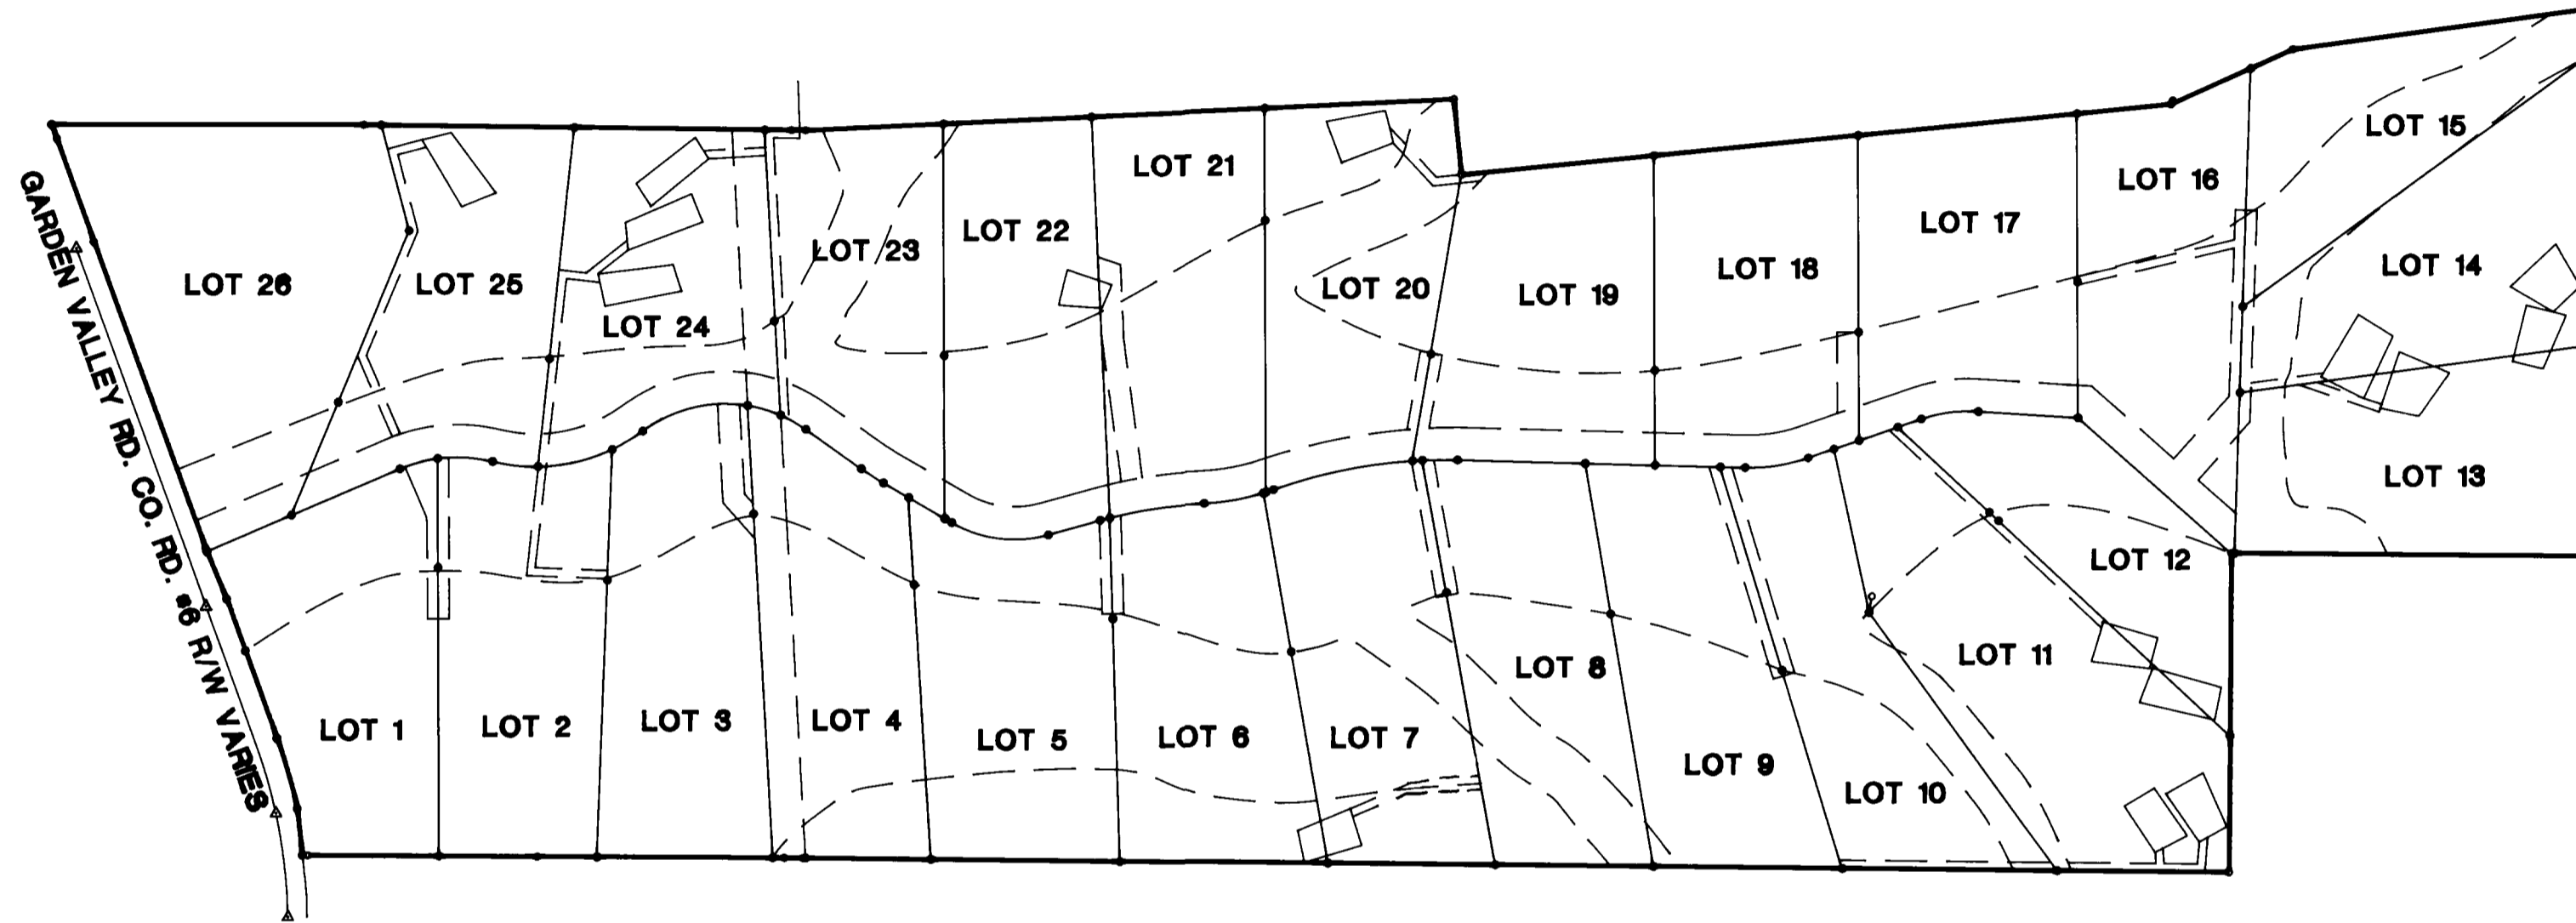 LOT 15
LOT 21
LOT 16
LOT 22
LOT 17
LOT 23
LOT 14
LOT 18
LOT 26
LOT 25
LOT 20
LOT 19
LOT 24
GARDEN VALLEY RD. CO. RD. #6 R/W VARIES
LOT 13
LOT 12
LOT 11
LOT 8
LOT 1
LOT 2
LOT 3
LOT 4
LOT 5
LOT 6
LOT 7
LOT 9
LOT 10